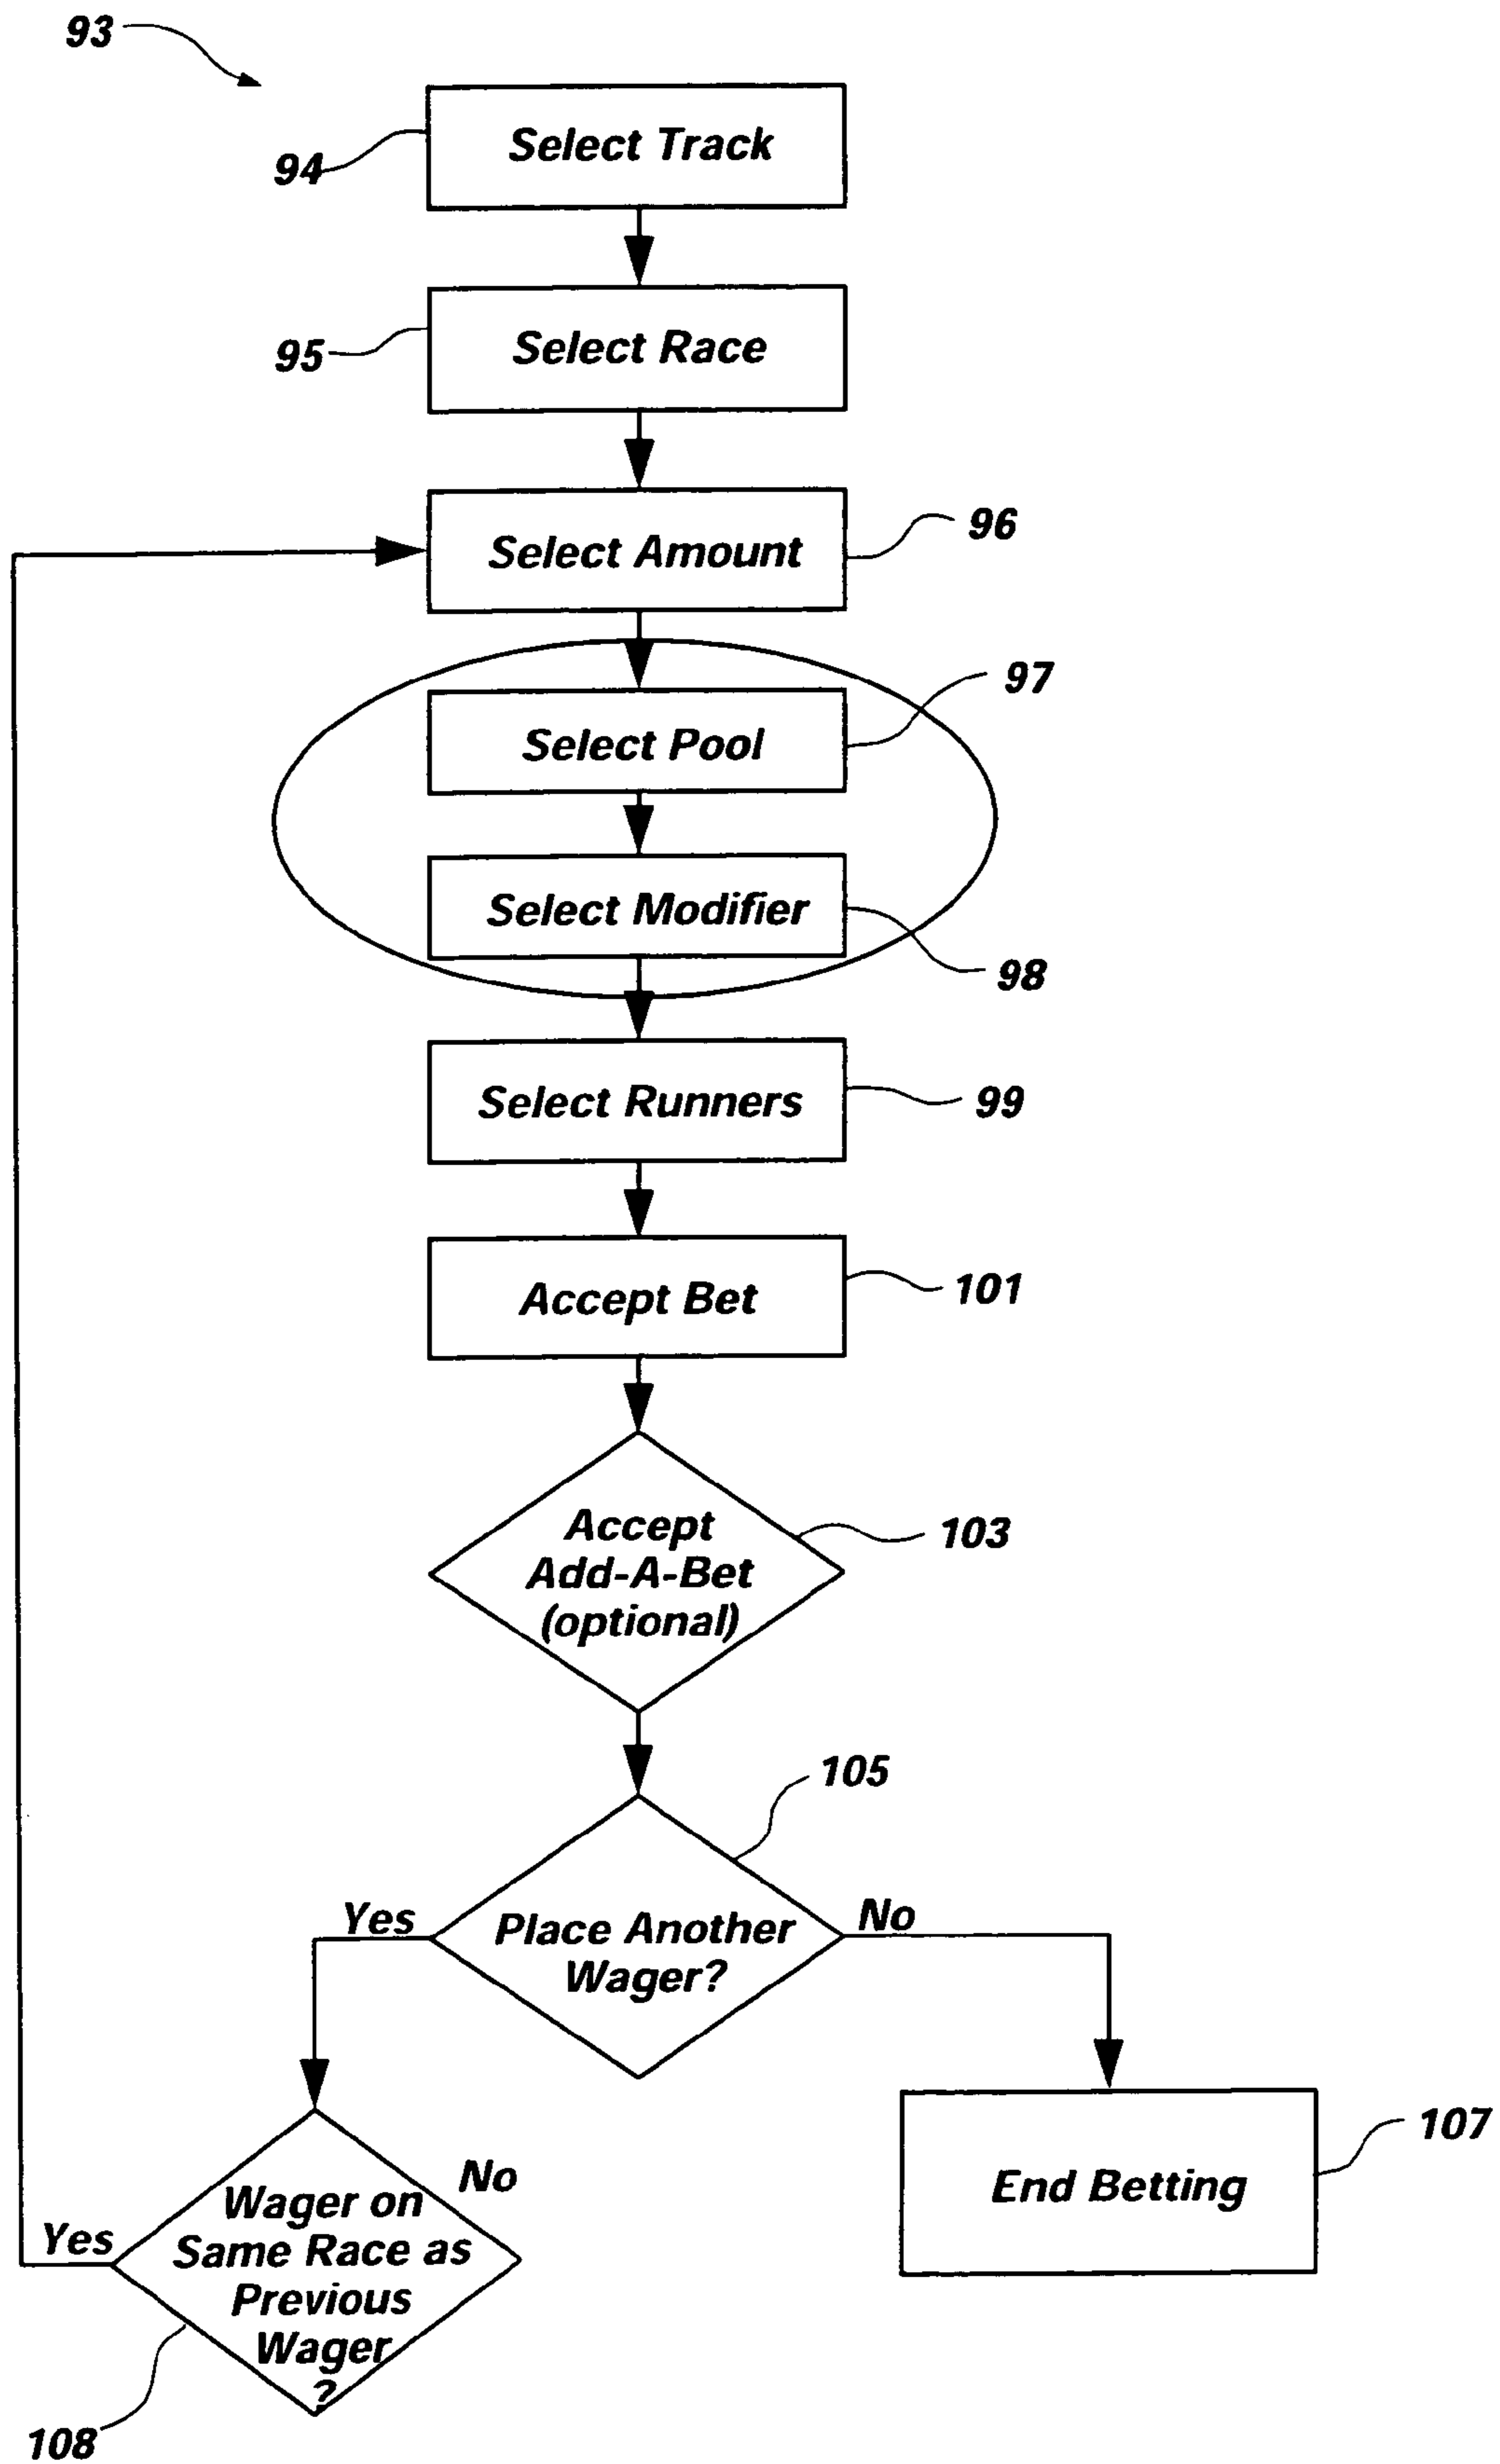 93
Select Track
94
Select Race
95
Select Amount
96
Select Pool
97
Select Modifier
98
Select Runners
99
Accept Bet
101
Accept
Add-A-Bet
(optional)
103
105
Yes
No
Place Another
Wager?
No
Yes
Wager on
Same Race as
Previous
Wager
?
108
End Betting
107